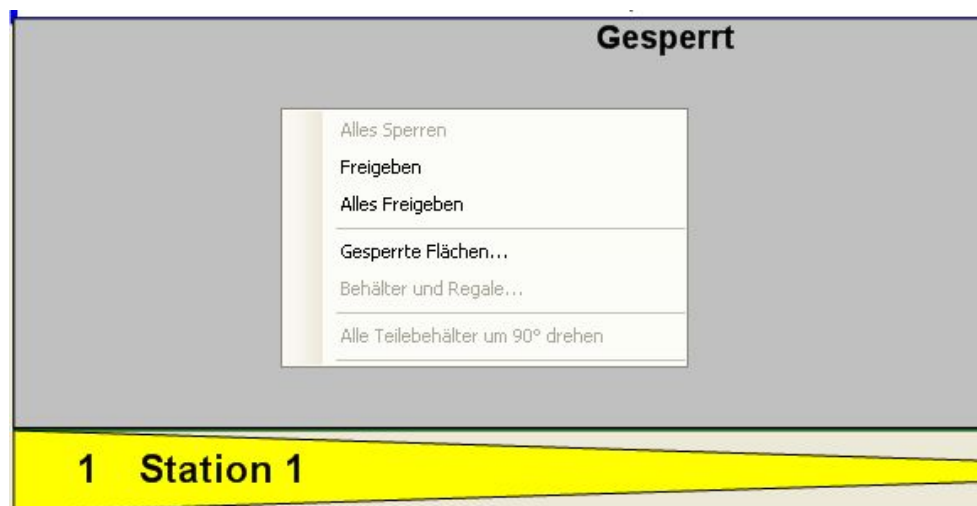 Gesperrt
Alles Sperren
Freigeben
Alles Freigeben
Gesperrte Flächen...
Behälter und Regale...
Alle Teilebehälter um 90° drehen
1 Station 1